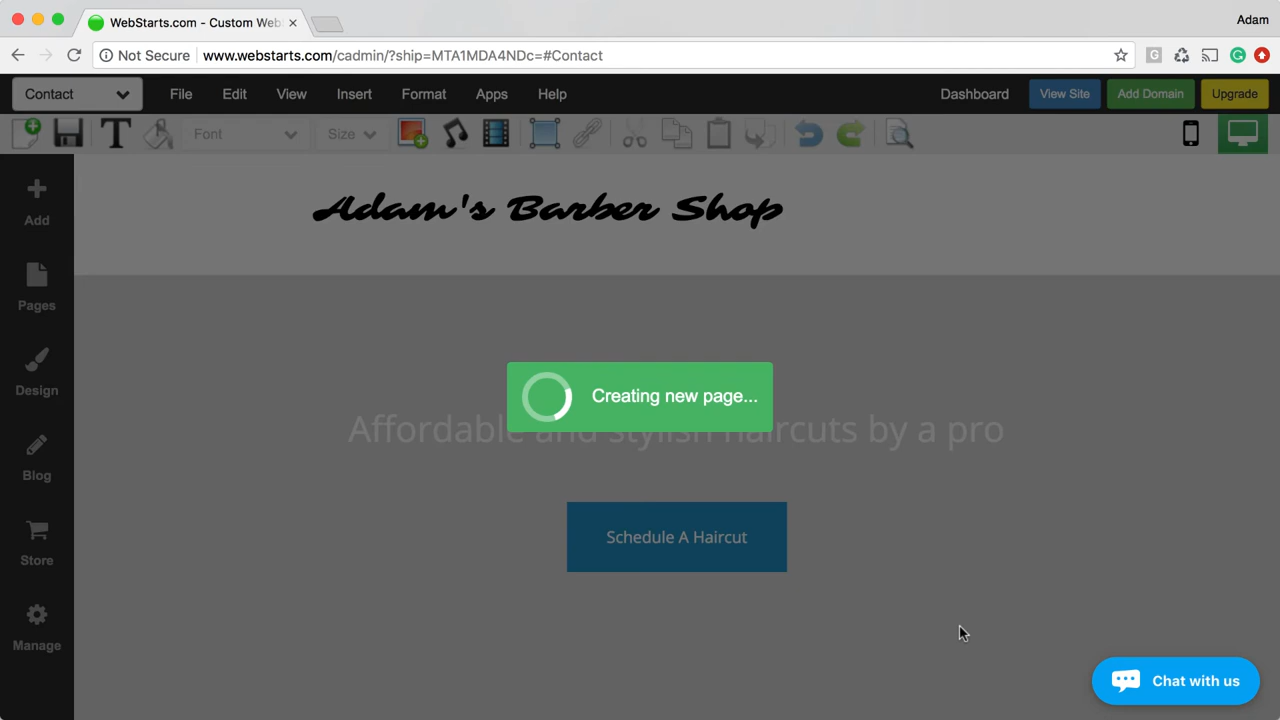 WebStarts.com - Custom Web
Adam
Not Secure
www.webstarts.com/cadmin/?ship=MTA1MDA4NDc=#Contact
G
Contact
File
Edit
View
Insert
Format
Apps
Help
Dashboard
View Site
Add Domain
Upgrade
T
Font
Size
Add
Pages
Design
Blog
Store
Manage
Adam's Barber Shop
Creating new page...
Affordable and stylish haircuts by a pro
Schedule A Haircut
Chat with us